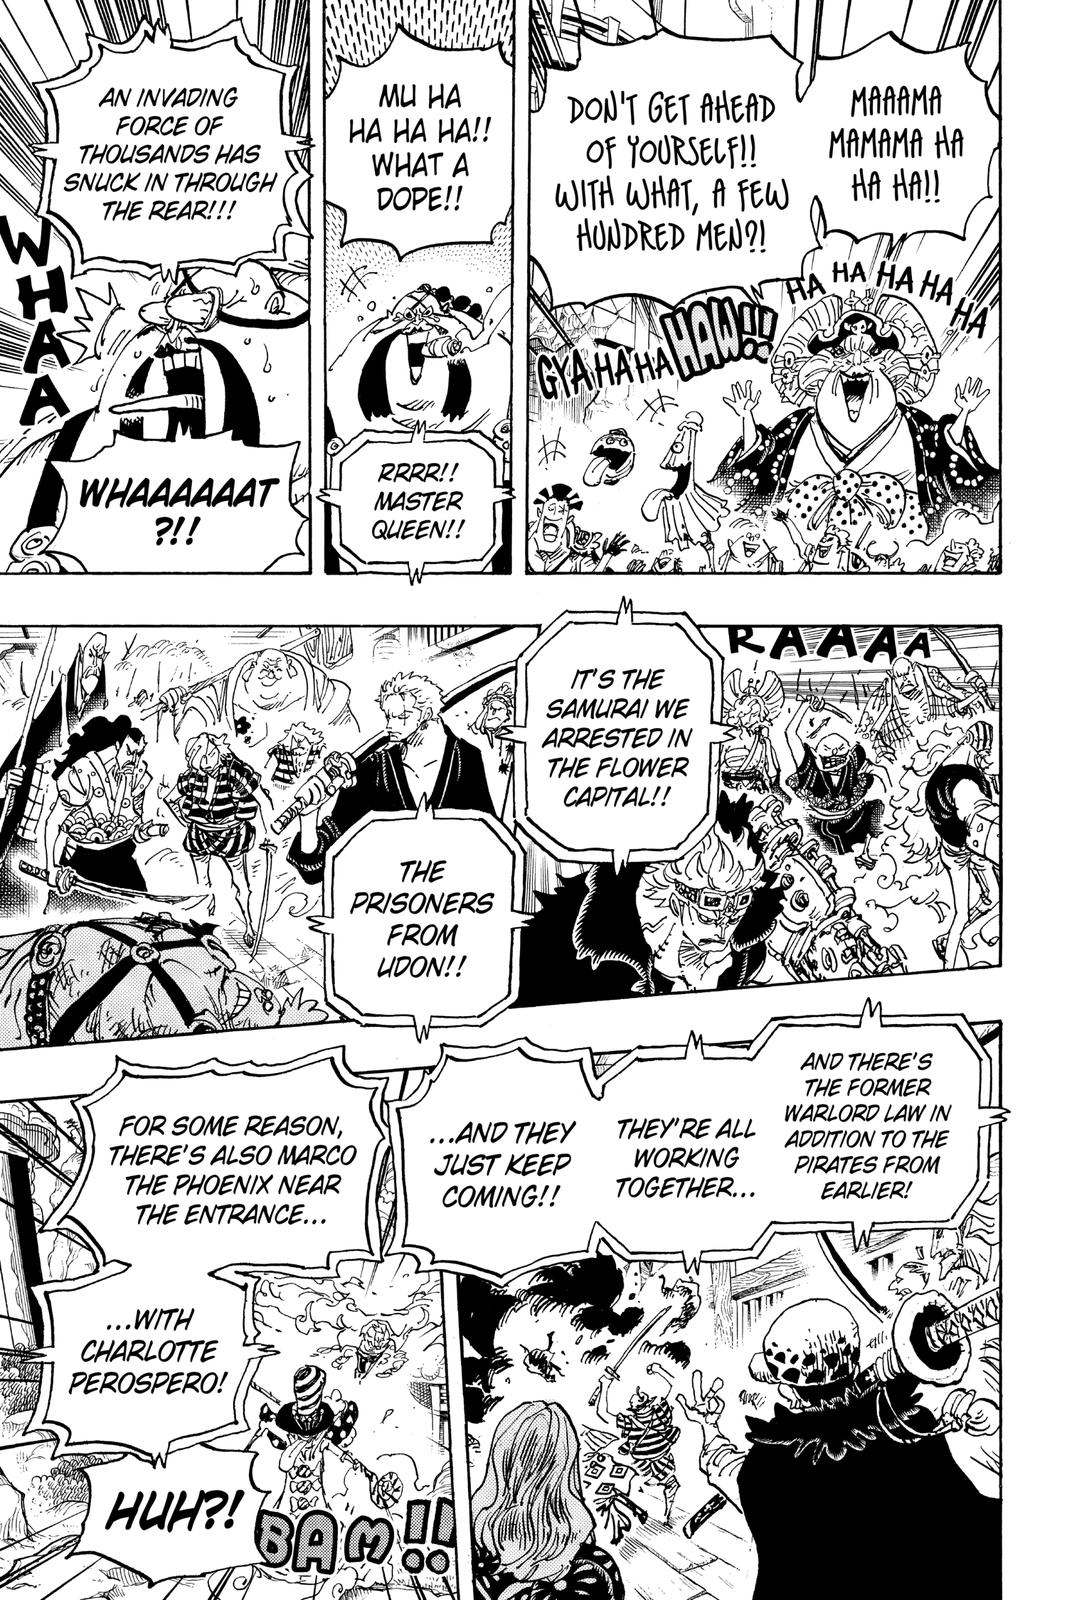 MAAAMA
MAMAMA HA
HA HA!!
DON'T GET AHEAD
OF YOURSELF!!
WITH WHAT, A FEW
HUNDRED MEN?!
HA HA HA HA HA
GYA HA HA HAW!!
MU HA
HA HA HA!!
WHAT A
DOPE!!
RRRR!!
MASTER
QUEEN!!
AN INVADING
FORCE OF
THOUSANDS HAS
SNUCK IN THROUGH
THE REAR!!!
WHAA
WHAAAAAAT
?!!
RAAAAA
IT'S THE
SAMURAI WE
ARRESTED IN
THE FLOWER
CAPITAL!!
THE
PRISONERS
FROM
UDON!!
AND THERE'S
THE FORMER
WARLORD LAW IN
ADDITION TO THE
PIRATES FROM
EARLIER!
THEY'RE ALL
WORKING
TOGETHER...
...AND THEY
JUST KEEP
COMING!!
FOR SOME REASON,
THERE'S ALSO MARCO
THE PHOENIX NEAR
THE ENTRANCE...
...WITH
CHARLOTTE
PEROSPERO!
HUH?!
BAM!!